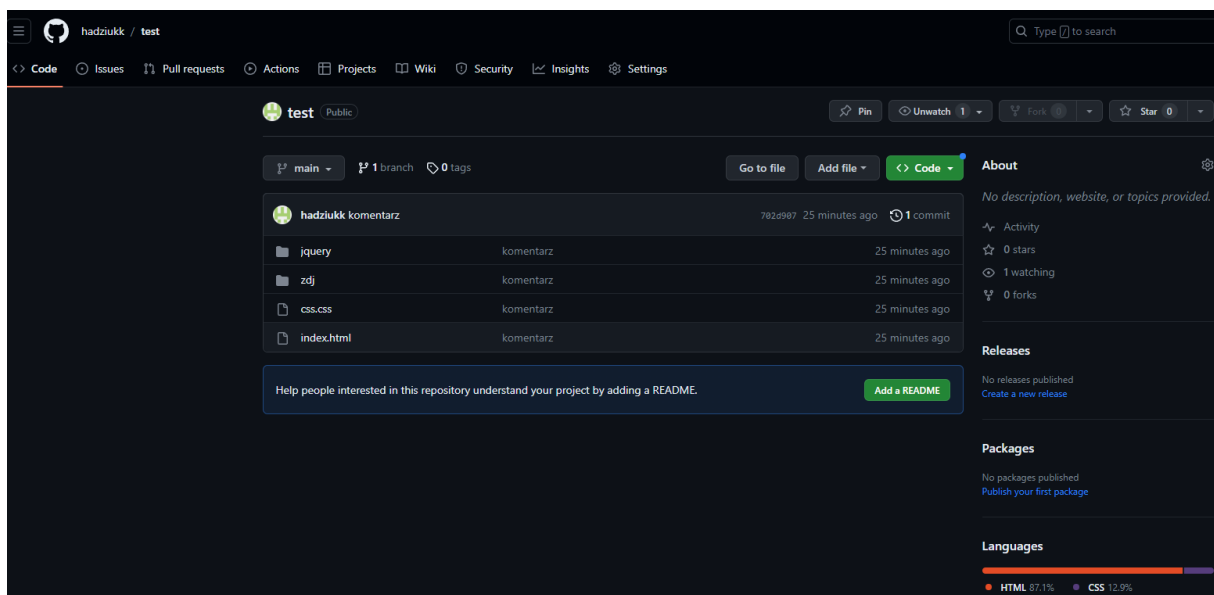 hadziukk / test
Type / to search
Code Issues Pull requests Actions Projects Wiki Security Insights Settings
test Public
Pin Unwatch 1 Fork 0 Star 0
main 1 branch 0 tags
Go to file Add file Code
hadziukk komentarz 702d907 25 minutes ago 1 commit
jquery komentarz 25 minutes ago
zdj komentarz 25 minutes ago
css.css komentarz 25 minutes ago
index.html komentarz 25 minutes ago
Help people interested in this repository understand your project by adding a README. Add a README
About
No description, website, or topics provided.
Activity
0 stars
1 watching
0 forks
Releases
No releases published
Create a new release
Packages
No packages published
Publish your first package
Languages
HTML 87.1% CSS 12.9%